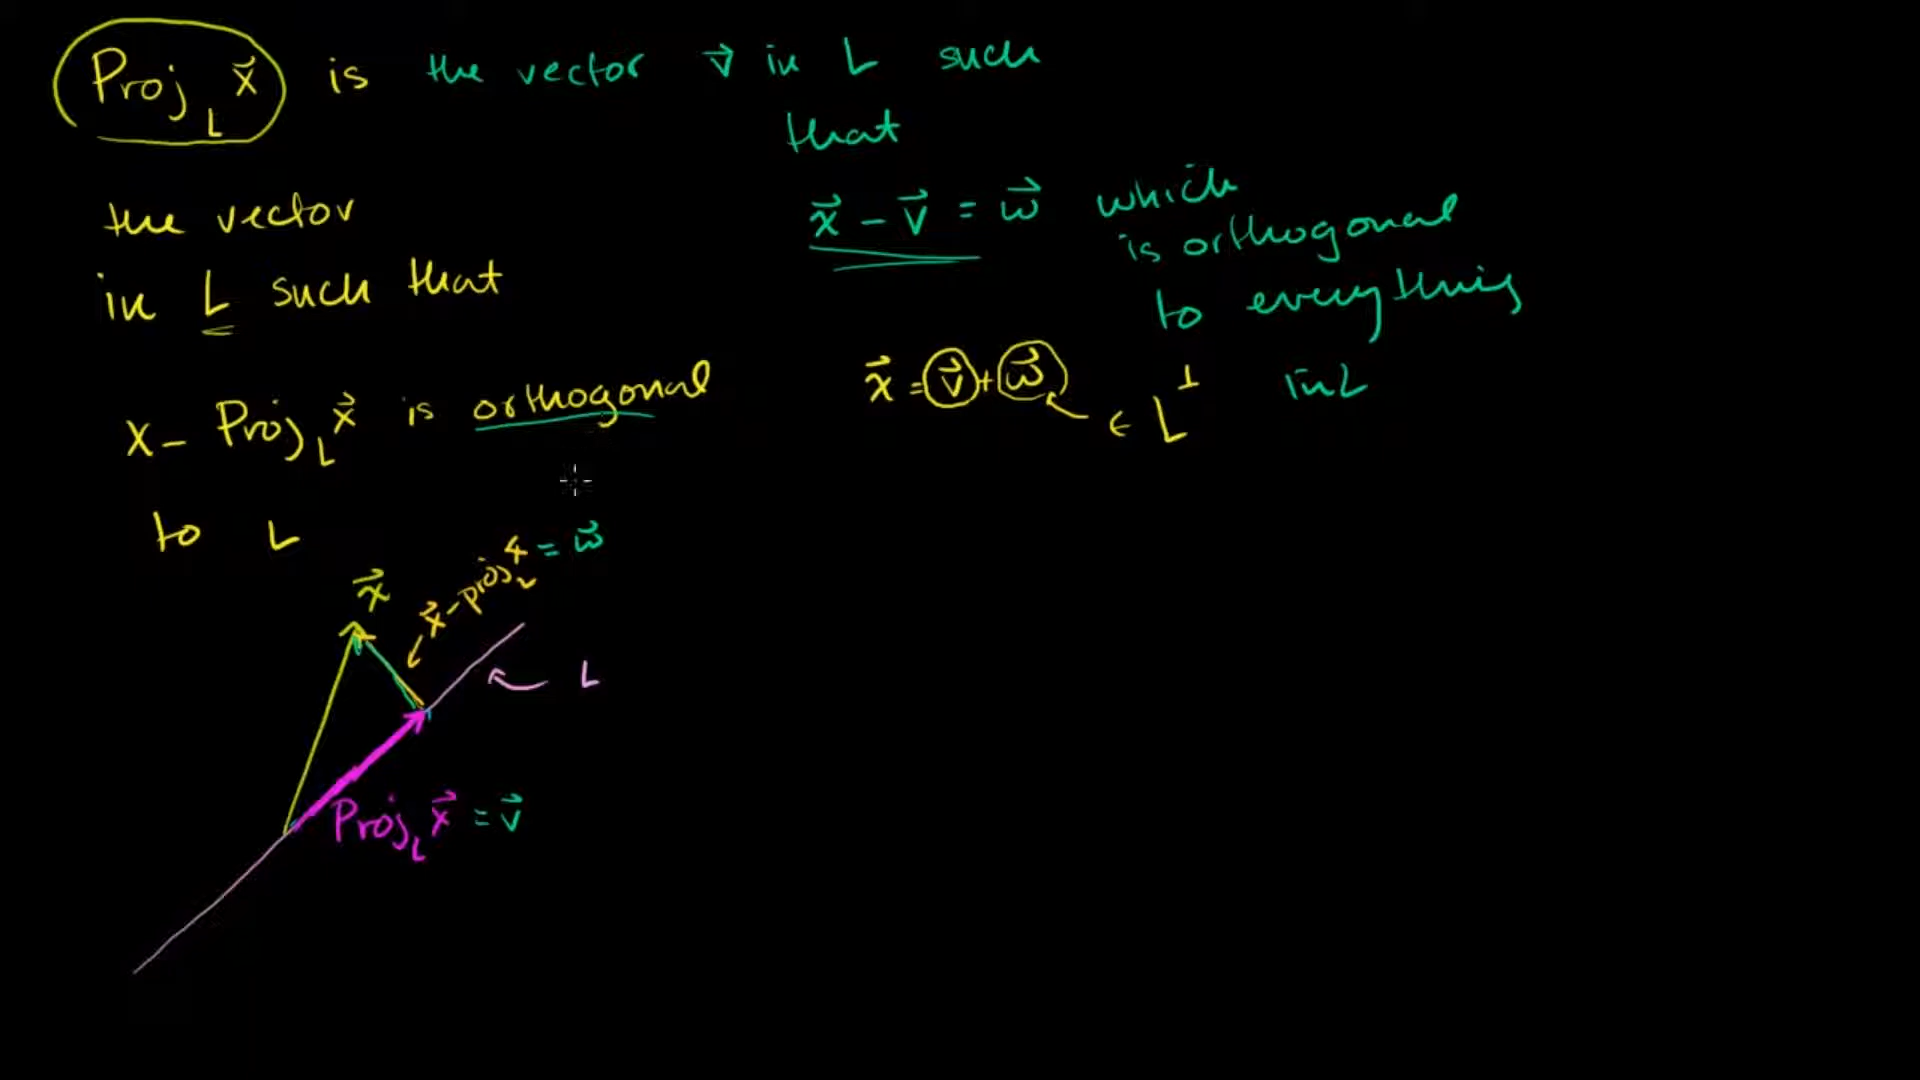 Proj_L x⃗ is the vector v⃗ in L such
that
x⃗ − v⃗ = w⃗ which
is orthogonal
to everything
in L
x⃗ = v⃗ + w⃗ ∈ L^⊥
the vector
in L such that
x − Proj_L x⃗ is orthogonal
to L
x⃗
x⃗ − proj_L = w⃗
L
Proj_L x⃗ = v⃗